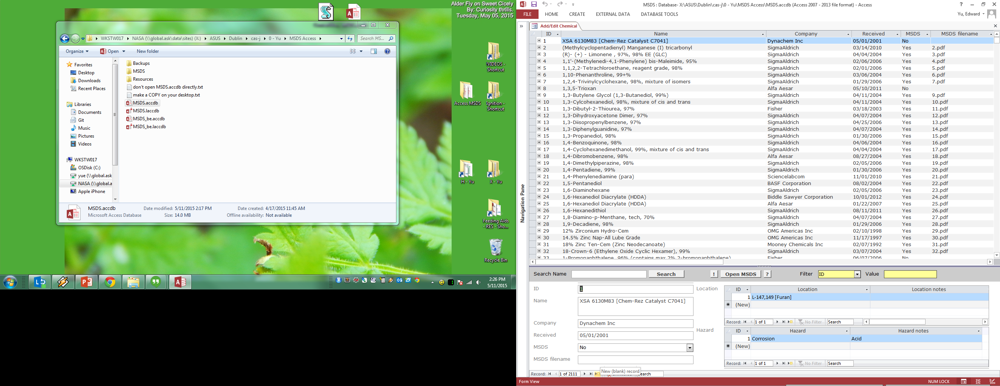 Alder Fly on Sweet Cicely
By: Curiosity thrills.
Tuesday, May 05, 2015
WKSTW017 NASA (\\global.ask\data\sites) (X:) ASUS Dublin cas-j 0 - Yu MSDS Access Search MS...
Organize Open New folder
Favorites
Desktop
Downloads
Recent Places
Libraries
Documents
Git
Music
Pictures
Videos
WKSTW017
OSDisk (C:)
yue (\\global.ask
NASA (\\global.a
Apple iPhone
Backups
MSDS
Resources
don't open MSDS.accdb directly.txt
make a COPY on your desktop.txt
MSDS.accdb
MSDS.laccdb
MSDS_be.accdb
MSDS_be.laccdb
MSDS.accdb Date modified: 5/11/2015 2:17 PM Date created: 4/17/2015 11:45 AM
Microsoft Access Database Size: 14.0 MB Offline availability: Not available
!VIDEOS -
Shortcut
Access MSDS
Ignition -
Shortcut
H - Yu
X - Yu
Feeding Aids
- RES - Sho...
Recycle Bin
2:26 PM
5/11/2015
MSDS : Database- X:\ASUS\Dublin\cas-j\0 - Yu\MSDS Access\MSDS.accdb (Access 2007 - 2013 file format) - Access
FILE HOME CREATE EXTERNAL DATA DATABASE TOOLS Yu, Edward
Add/Edit Chemical
Navigation Pane
ID Name Company Received MSDS MSDS filename
1 XSA 6130M83 [Chem-Rez Catalyst C7041] Dynachem Inc 05/01/2001 No
2 (Methylcyclopentadienyl) Manganese (I) tricarbonyl SigmaAldrich 03/14/2010 Yes 2.pdf
3 (R)- (+) - Limonene , 97%, 98% EE (GLC) SigmaAldrich 04/04/2004 Yes 3.pdf
4 1,1'-(Methylenedi-4,1-Phenylene) bis-Maleimide, 95% SigmaAldrich 02/06/2006 Yes 4.pdf
5 1,1,2,2-Tetrachloroethane, reagent grade, 98% SigmaAldrich 02/01/2006 Yes 5.pdf
6 1,10-Phenanthroline, 99+% SigmaAldrich 03/06/2004 Yes 6.pdf
7 1,2,4-Trivinylcyclohexane, 98%, mixture of isomers SigmaAldrich 01/29/2006 Yes 7.pdf
8 1,3,5-Trioxan Alfa Aesar 05/10/2011 No
9 1,3-Butylene Glycol (1,3-Butanediol, 99%) SigmaAldrich 04/11/2004 Yes 9.pdf
10 1,3-Cylcohexanediol, 98%, mixture of cis and trans SigmaAldrich 04/11/2004 Yes 10.pdf
11 1,3-Dibutyl-2-Thiourea, 97% Fisher 03/18/2003 Yes 11.pdf
12 1,3-Dihydroxyacetone Dimer, 97% SigmaAldrich 04/07/2004 Yes 12.pdf
13 1,3-Diisopropenylbenzene, 97% SigmaAldrich 04/25/2006 Yes 13.pdf
14 1,3-Diphenylguanidine, 97% SigmaAldrich 04/07/2004 Yes 14.pdf
15 1,3-Propanediol, 98% SigmaAldrich 01/30/2006 Yes 15.pdf
16 1,4-Benzoquinone, 98% SigmaAldrich 04/06/2004 Yes 16.pdf
17 1,4-Cyclohexanedimethanol, 99%, mixture of cis and trans SigmaAldrich 04/04/2004 Yes 17.pdf
18 1,4-Dibromobenzene, 98% Alfa Aesar 08/27/2004 Yes 18.pdf
19 1,4-Dimethylpiperazine, 98% SigmaAldrich 02/05/2006 Yes 19.pdf
20 1,4-Pentadiene, 99% SigmaAldrich 01/30/2006 Yes 20.pdf
21 1,4-Phenylenediamine (para) Sciencelabcom 11/01/2010 Yes 21.pdf
22 1,5-Pentanediol BASF Corporation 08/02/2004 Yes 22.pdf
23 1,6-Diaminohexane SigmaAldrich 02/05/2006 Yes 23.pdf
24 1,6-Hexanediol Diacrylate (HDDA) Biddle Sawyer Corporation 10/01/2012 Yes 24.pdf
25 1,6-Hexanediol Diacrylate (HDDA) Alfa Aesar 01/22/2007 Yes 25.pdf
26 1,6-Hexanedithiol SigmaAldrich 08/11/2011 Yes 26.pdf
27 1,8-Diamino-p-Menthane, tech, 70% SigmaAldrich 04/07/2004 Yes 27.pdf
28 1,9-Decadiene, 98% SigmaAldrich 01/29/2006 Yes 28.pdf
29 12% Zirconium Hydro-Cem OMG Americas Inc 02/10/1998 Yes 29.pdf
30 14.5% Zinc Nap-All Lube Grade OMG Americas Inc 11/17/1997 Yes 30.pdf
31 18% Zinc Ten-Cem (Zinc Neodecanoate) Mooney Chemicals Inc 02/07/1992 Yes 31.pdf
32 18-Crown-6 (Ethylene Oxide Cyclic Hexamer), 99% SigmaAldrich 03/07/2004 Yes 32.pdf
33 1-Bromonaphthalene, 96% (contains max 2% 2-bromonaphthalene) Fisher 06/07/2006 No
Search Name Search ! Open MSDS ? Filter ID Value
ID 1
Name XSA 6130M83 [Chem-Rez Catalyst C7041]
Company Dynachem Inc
Received 05/01/2001
MSDS No
MSDS filename
Location
ID Location Location notes
1 L-147,149 [Furan]
(New)
Record: 1 of 1 No Filter Search
Hazard
ID Hazard Hazard notes
1 Corrosion Acid
(New)
Record: 1 of 1 No Filter Search
New (blank) record
Record: 1 of 2111 Search
Form View NUM LOCK